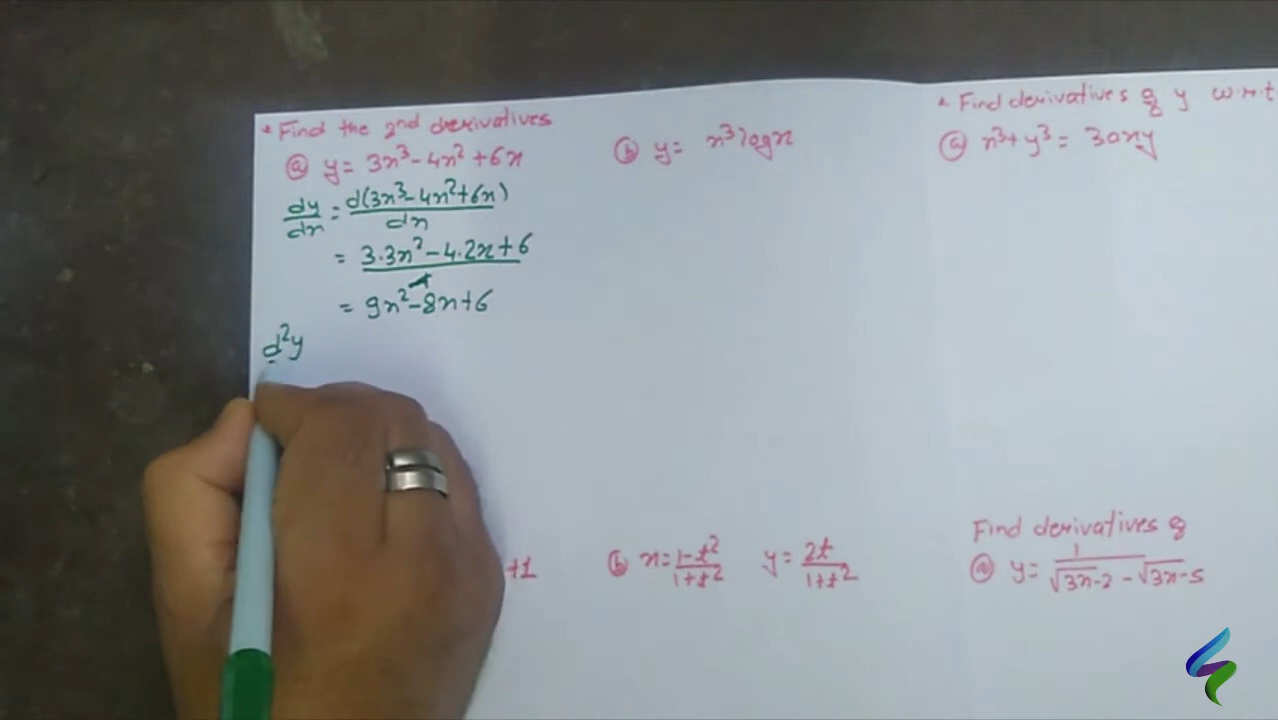 * Find the 2nd derivatives
(a) y = 3x³ - 4x² + 6x
dy/dx = d(3x³ - 4x² + 6x)/dx
= 3.3x² - 4.2x + 6
= 9x² - 8x + 6
d²y
(b) y = x³ logx
* Find derivatives of y w.r.t
(a) x³ + y³ = 3axy
+1
(b) x = 1-t²/1+t² y = 2t/1+t²
Find derivatives of
(a) y = 1/√3x-2 - √3x-5